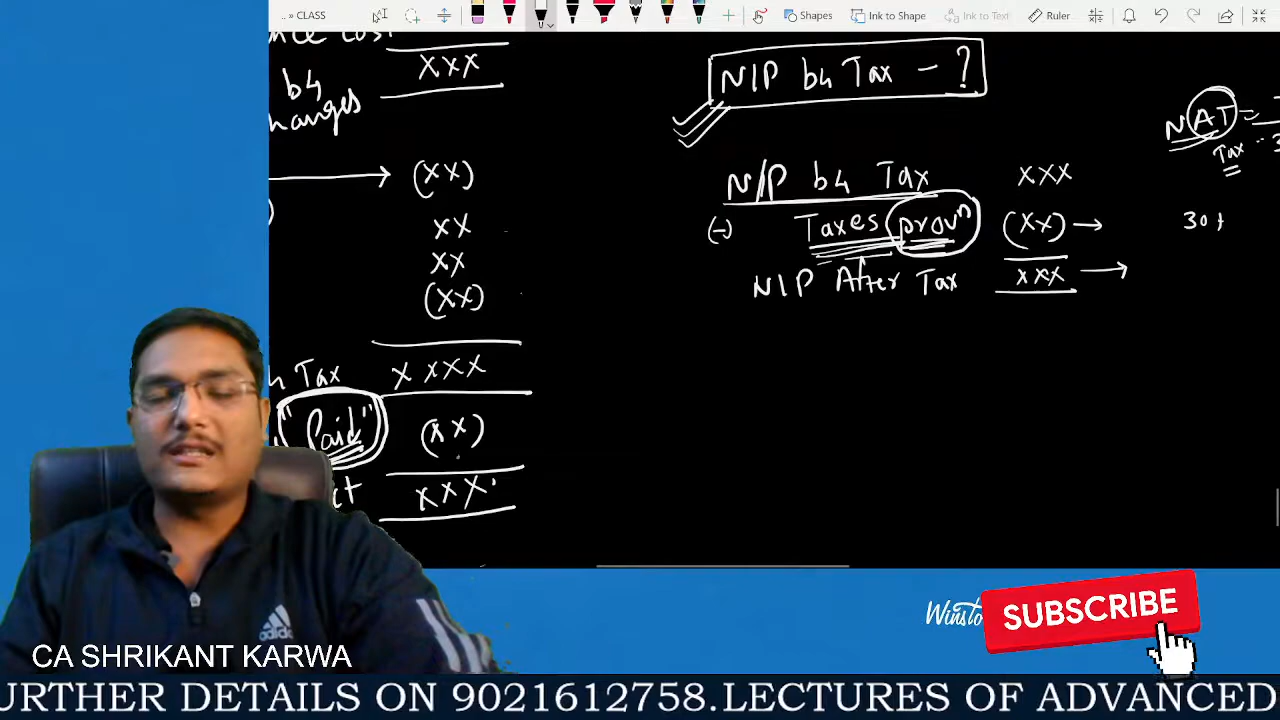 .. » CLASS
Shapes
Ink to Shape
Ink to Text
Ruler
nce cost
xxx
b4
hanges
(xx)
xx
xx
(xx)
Tax xxxx
"Paid" (xx)
xxx
N/P b4 Tax - ?
N/P b4 Tax xxx
(-) Taxes provn (xx)
N/P After Tax xxx
NAT =
Tax
30
CA SHRIKANT KARWA
SUBSCRIBE
URTHER DETAILS ON 9021612758.LECTURES OF ADVANCED